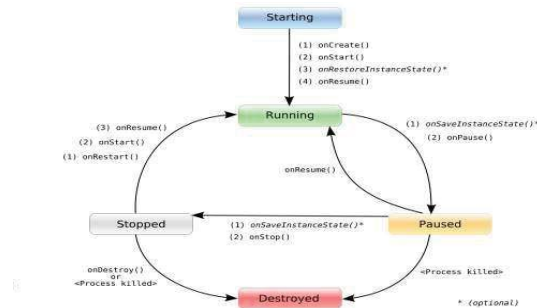 Starting
(1) onCreate()
(2) onStart()
(3) onRestoreInstanceState()*
(4) onResume()
Running
(3) onResume()
(2) onStart()
(1) onRestart()
(1) onSaveInstanceState()*
(2) onPause()
onResume()
Stopped
(1) onSaveInstanceState()*
(2) onStop()
Paused
onDestroy()
or
<Process killed>
<Process killed>
Destroyed
* (optional)